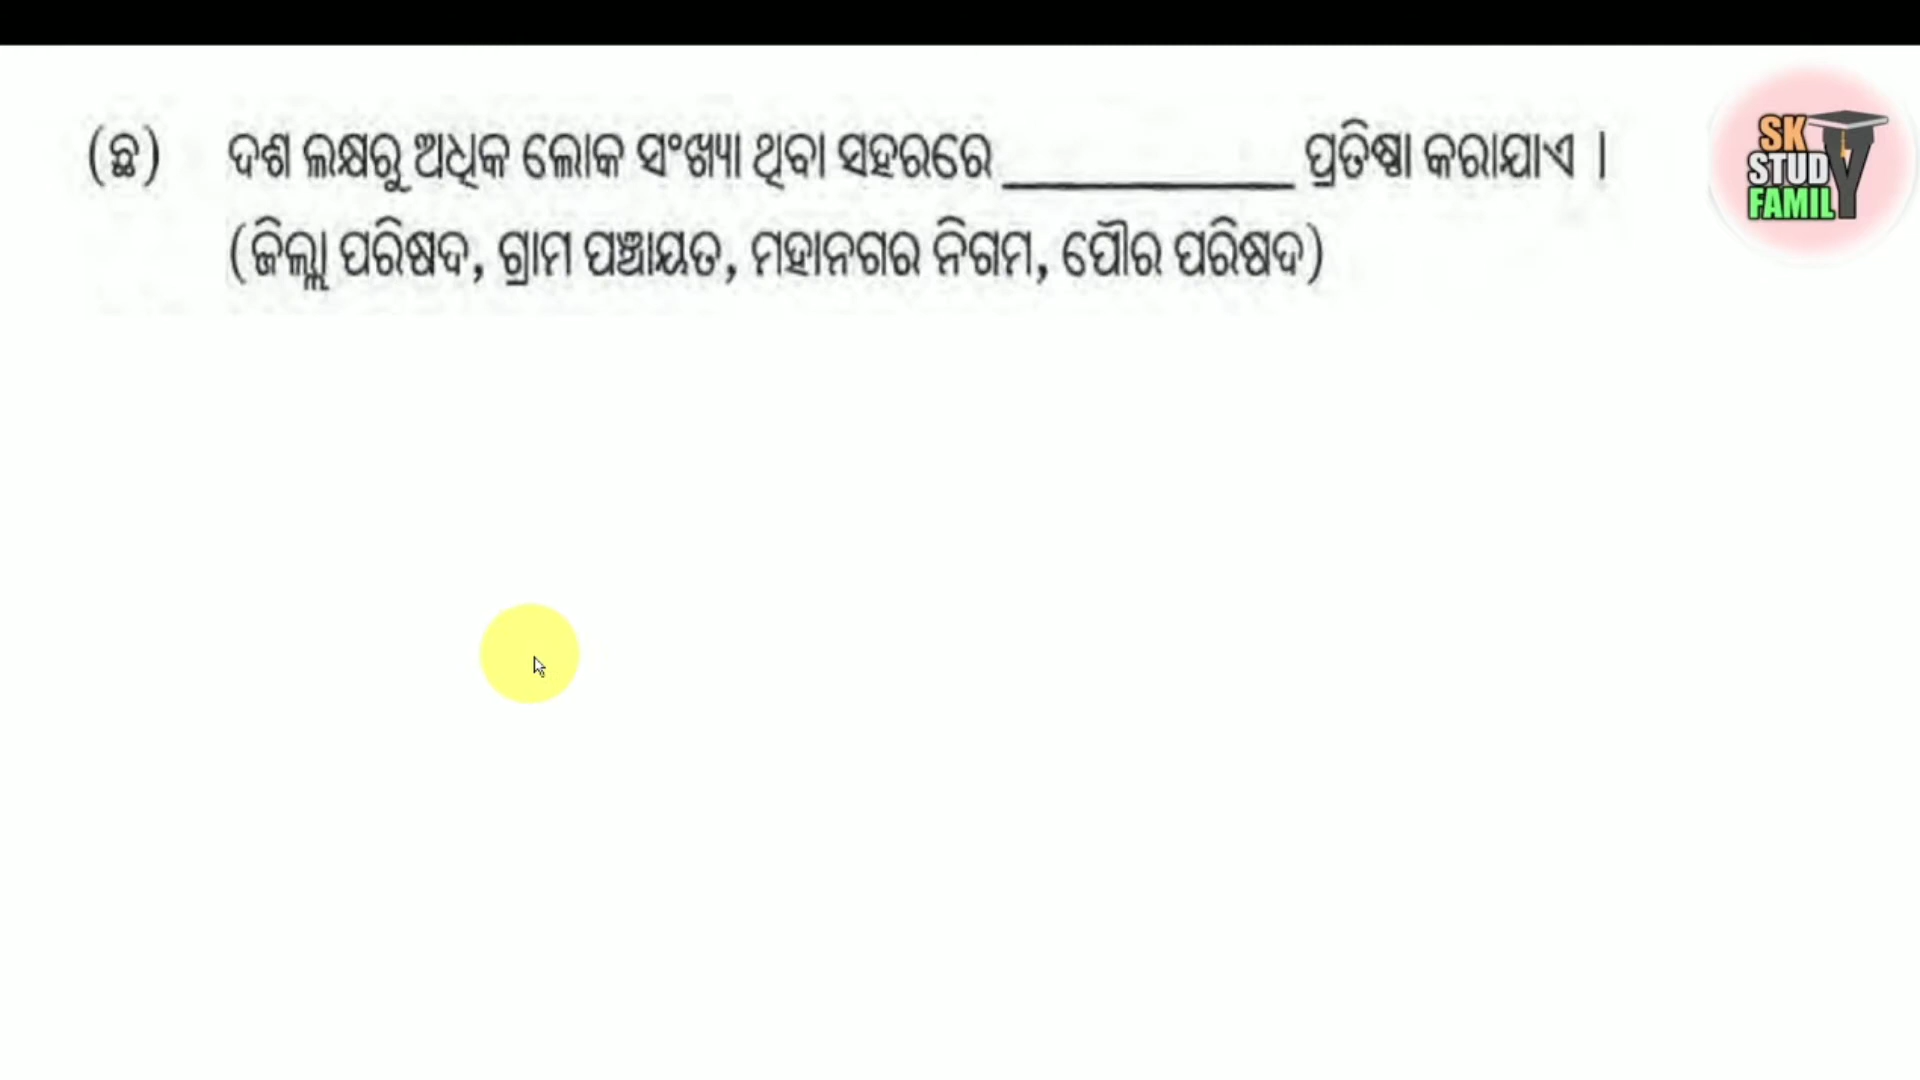 (ଛ) ଦଶ ଲକ୍ଷରୁ ଅଧିକ ଲୋକ ସଂଖ୍ୟା ଥିବା ସହରରେ __________ ପ୍ରତିଷ୍ଠା କରାଯାଏ ।
(ଜିଲ୍ଲା ପରିଷଦ, ଗ୍ରାମ ପଞ୍ଚାୟତ, ମହାନଗର ନିଗମ, ପୌର ପରିଷଦ)
SK
STUDY
FAMILY